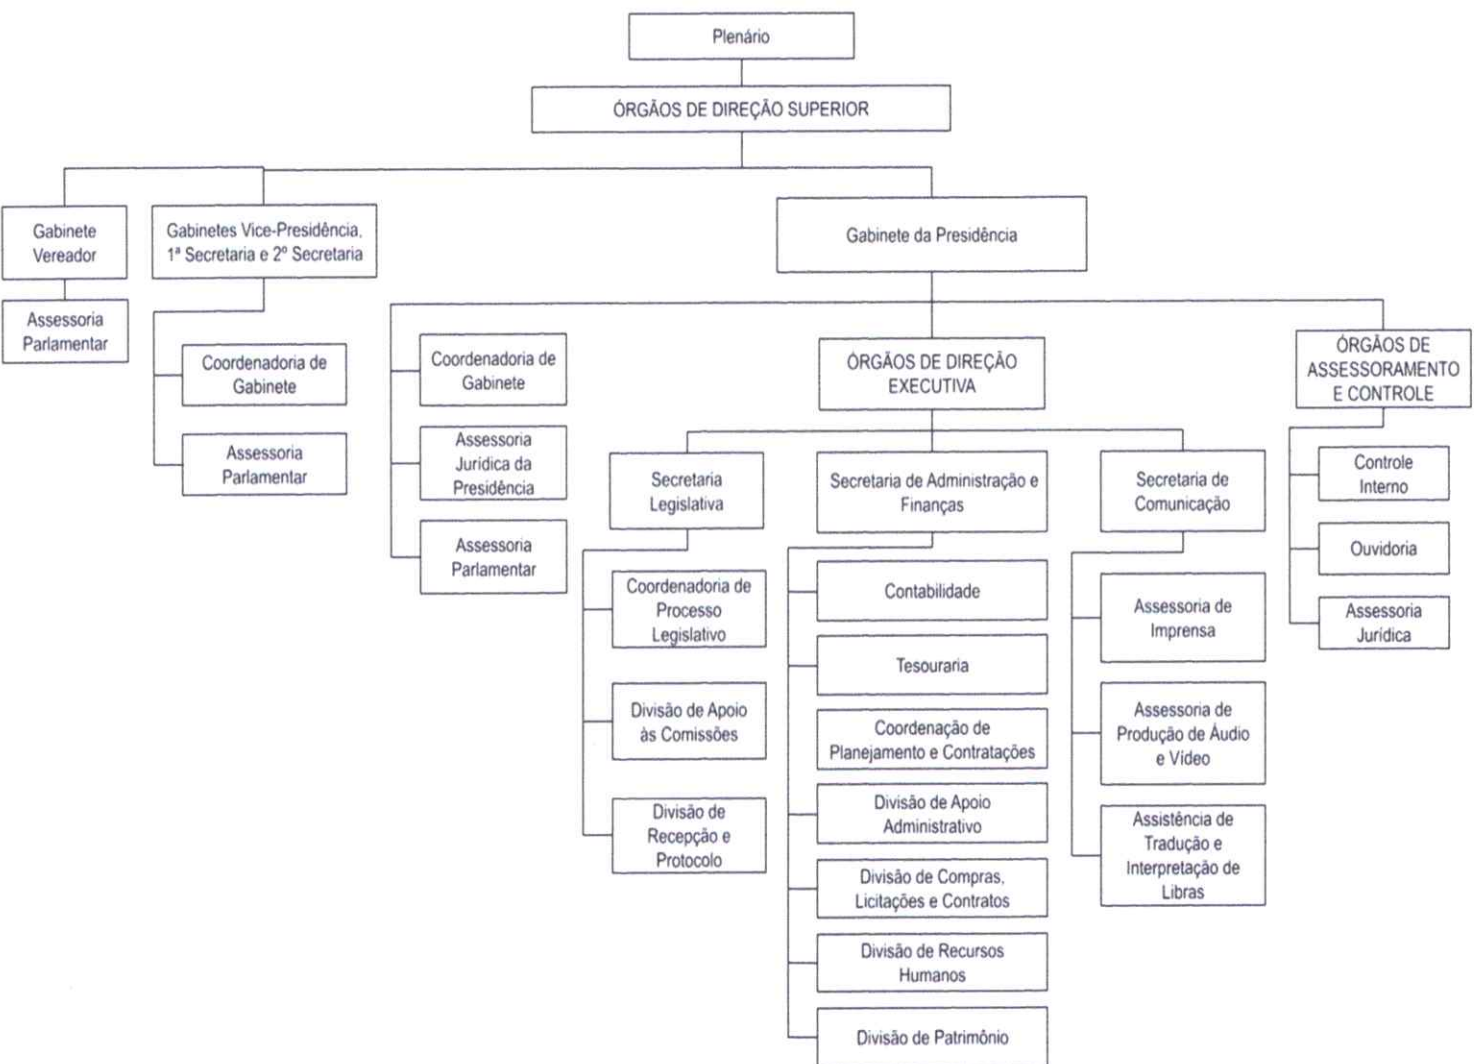 Plenário
ÓRGÃOS DE DIREÇÃO SUPERIOR
Gabinete
Vereador
Assessoria
Parlamentar
Gabinetes Vice-Presidência,
1ª Secretaria e 2º Secretaria
Coordenadoria de
Gabinete
Assessoria
Parlamentar
Gabinete da Presidência
Coordenadoria de
Gabinete
Assessoria
Jurídica da
Presidência
Assessoria
Parlamentar
ÓRGÃOS DE DIREÇÃO
EXECUTIVA
Secretaria
Legislativa
Coordenadoria de
Processo
Legislativo
Divisão de Apoio
às Comissões
Divisão de
Recepção e
Protocolo
Secretaria de Administração e
Finanças
Contabilidade
Tesouraria
Coordenação de
Planejamento e Contratações
Divisão de Apoio
Administrativo
Divisão de Compras,
Licitações e Contratos
Divisão de Recursos
Humanos
Divisão de Patrimônio
Secretaria de
Comunicação
Assessoria de
Imprensa
Assessoria de
Produção de Áudio
e Vídeo
Assistência de
Tradução e
Interpretação de
Libras
ÓRGÃOS DE
ASSESSORAMENTO
E CONTROLE
Controle
Interno
Ouvidoria
Assessoria
Jurídica